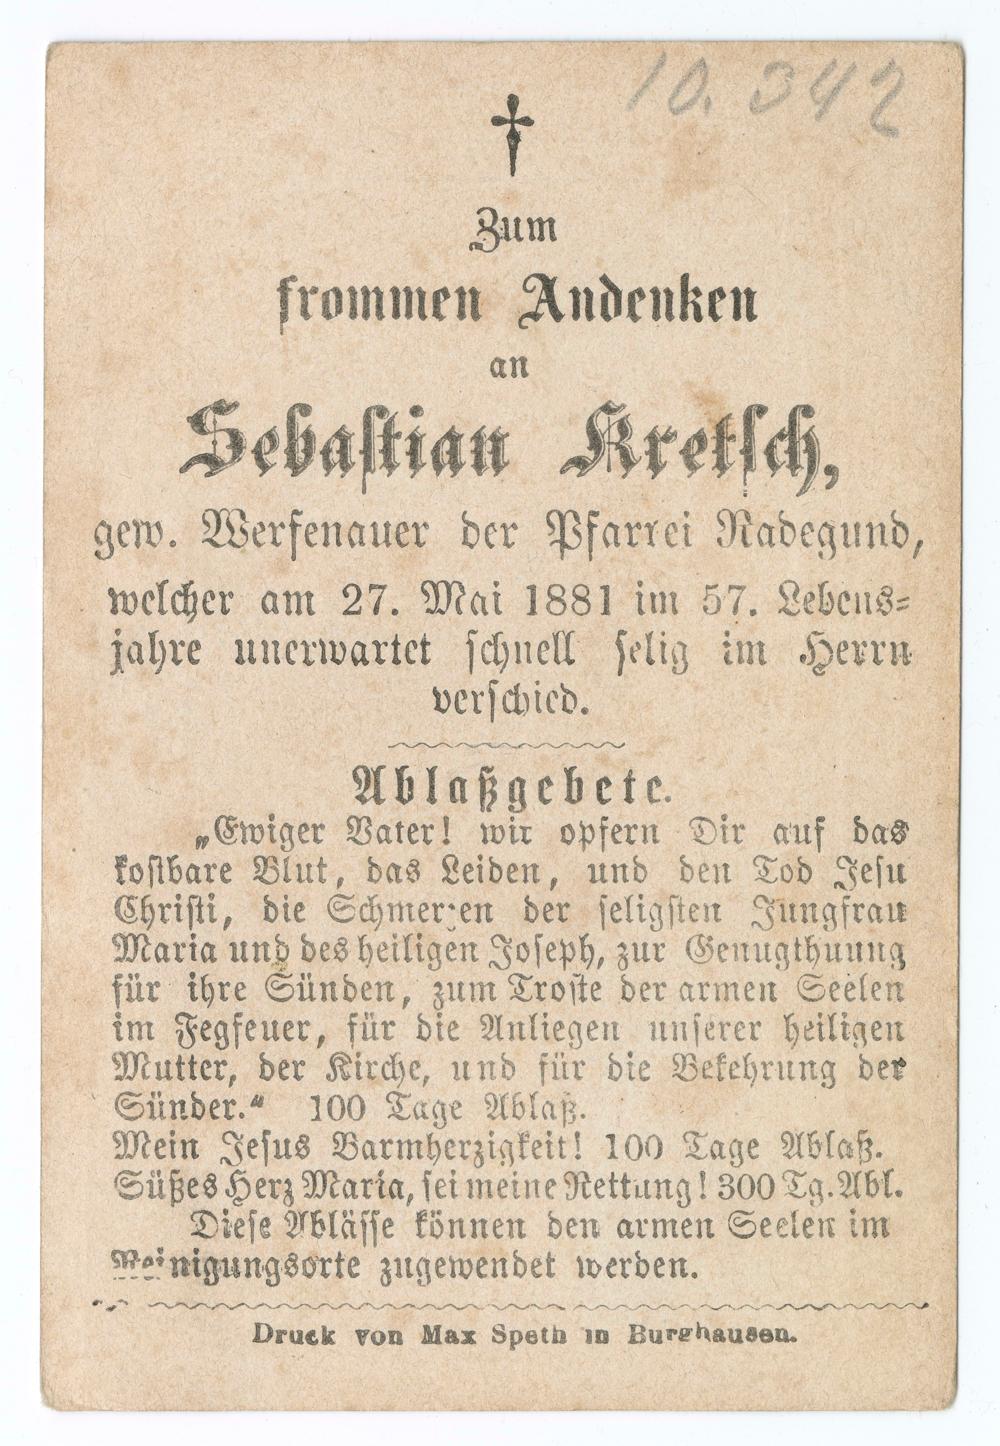 10.342
Zum
frommen Andenken
an
Sebastian Kretsch,
gew. Werfenauer der Pfarrei Radegund,
welcher am 27. Mai 1881 im 57. Lebens=
jahre unerwartet schnell selig im Herrn
verschied.
Ablaßgebete.
„Ewiger Vater! wir opfern Dir auf das
kostbare Blut, das Leiden, und den Tod Jesu
Christi, die Schmerzen der seligsten Jungfrau
Maria und des heiligen Joseph, zur Genugthuung
für ihre Sünden, zum Troste der armen Seelen
im Fegfeuer, für die Anliegen unserer heiligen
Mutter, der Kirche, und für die Bekehrung der
Sünder.“ 100 Tage Ablaß.
Mein Jesus Barmherzigkeit! 100 Tage Ablaß.
Süßes Herz Maria, sei meine Rettung! 300 Tg. Abl.
Diese Ablässe können den armen Seelen im
Reinigungsorte zugewendet werden.
Druck von Max Speth in Burghausen.